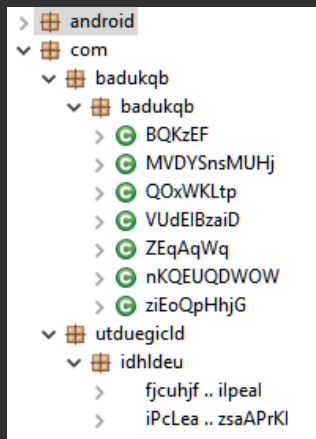 android
com
badukqb
badukqb
BQKzEF
MVDYSnsMUHj
QOxWKLtp
VUdElBzaiD
ZEqAqWq
nKQEUQDWOW
ziEoQpHhjG
utduegicld
idhldeu
fjcuhjf .. ilpeal
iPcLea .. zsaAPrKl